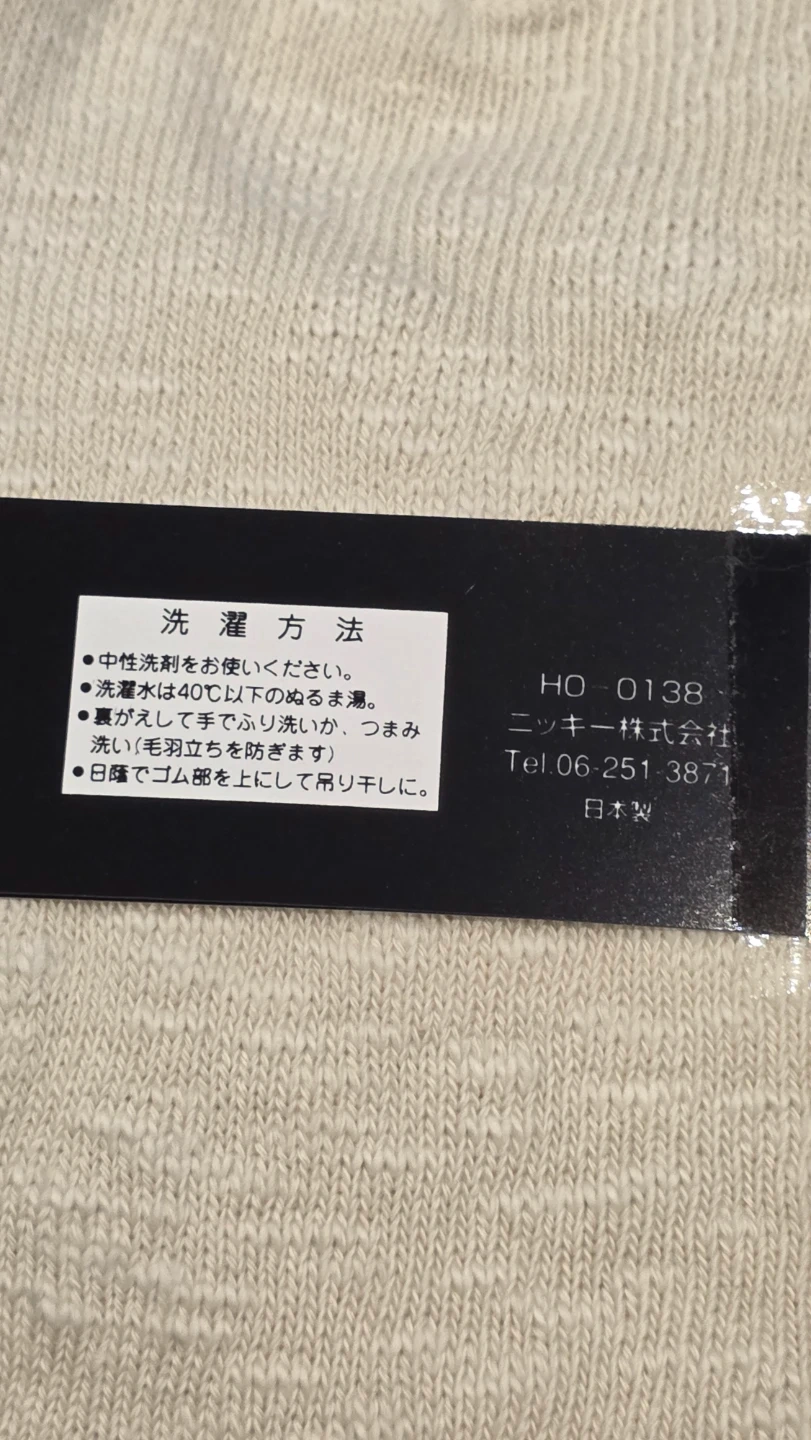 洗濯方法
●中性洗剤をお使いください。
●洗濯水は40℃以下のぬるま湯。
●裏がえして手でふり洗いか、つまみ
洗い(毛羽立ちを防ぎます)
●日蔭でゴム部を上にして吊り干しに。
HO-0138
ニッキー株式会社
Tel.06-251-3871
日本製